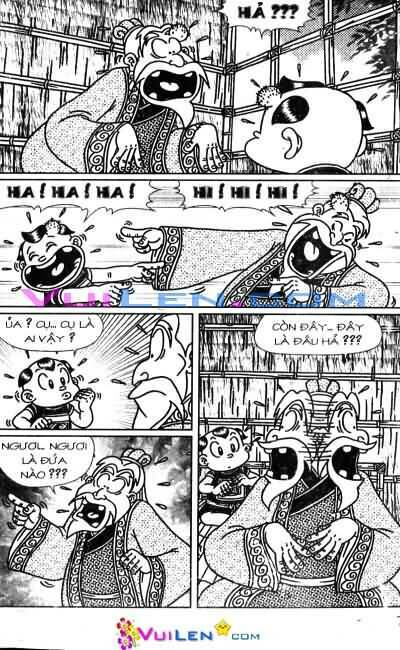 HẢ ???
HA ! HA ! HA !
HI ! HI ! HI !
VUILEN.COM
ỦA ? CỤ... CỤ LÀ
AI VẬY ?
CÒN ĐÂY... ĐÂY
LÀ ĐÂU HẢ ???
NGƯƠI.. NGƯƠI
LÀ ĐỨA
NÀO ???
VUILEN.COM